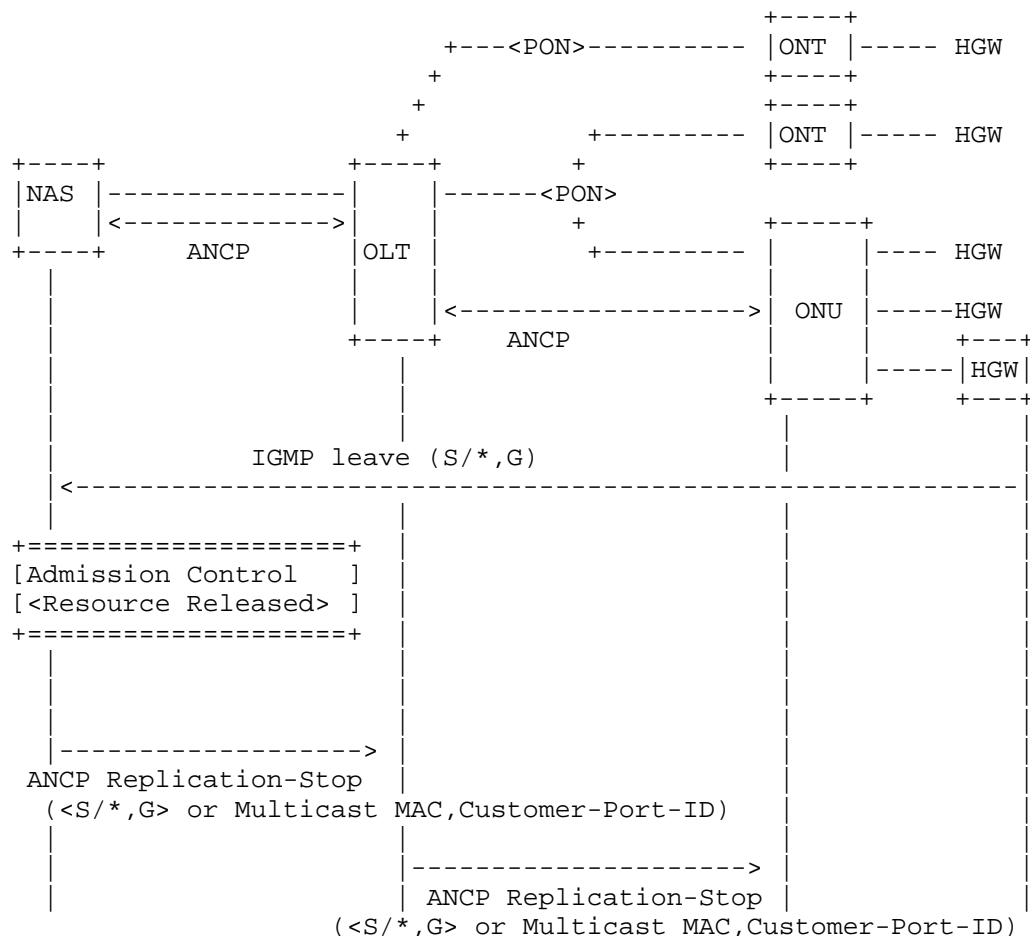 ONT HGW
<PON>
ONT HGW
NAS
<PON>
ANCP OLT HGW
ONU HGW
ANCP
HGW
IGMP leave (S/*,G)
[Admission Control ]
[<Resource Released> ]
ANCP Replication-Stop
(<S/*,G> or Multicast MAC,Customer-Port-ID)
ANCP Replication-Stop
(<S/*,G> or Multicast MAC,Customer-Port-ID)